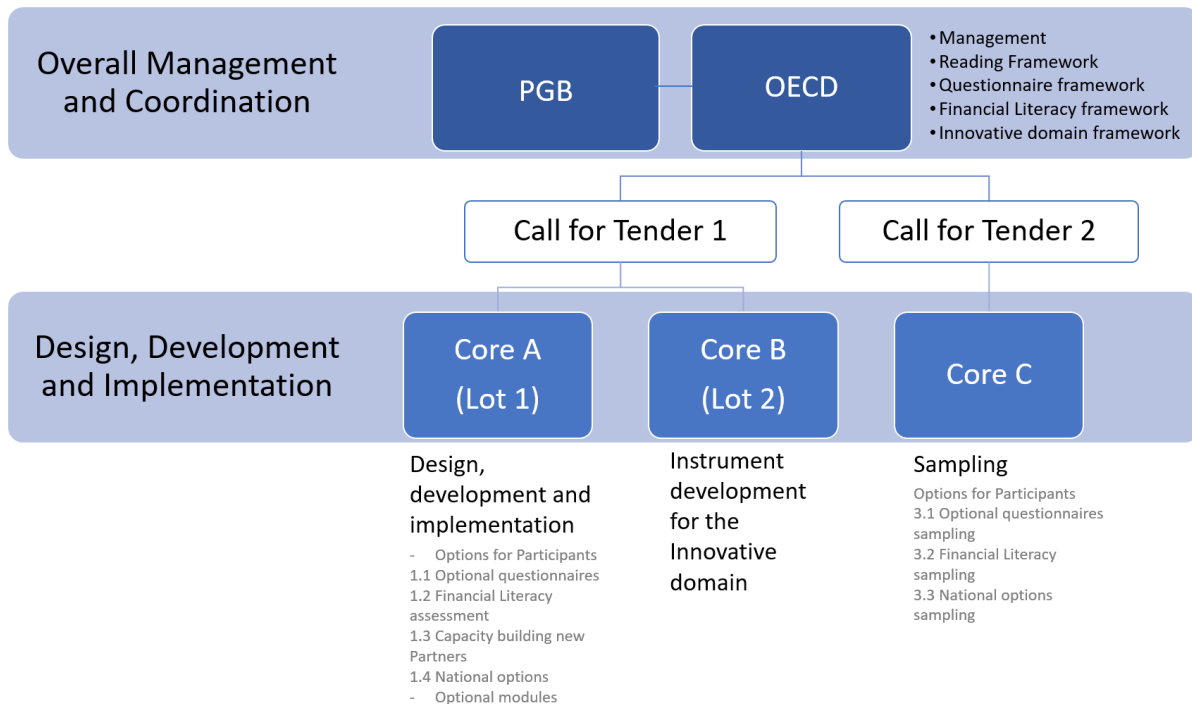 Overall Management
and Coordination
PGB
OECD
•Management
•Reading Framework
•Questionnaire framework
•Financial Literacy framework
•Innovative domain framework
Call for Tender 1
Call for Tender 2
Design, Development
and Implementation
Core A
(Lot 1)
Core B
(Lot 2)
Core C
Design,
development and
implementation
- Options for Participants
1.1 Optional questionnaires
1.2 Financial Literacy
assessment
1.3 Capacity building new
Partners
1.4 National options
- Optional modules
Instrument
development
for the
Innovative
domain
Sampling
Options for Participants
3.1 Optional questionnaires
sampling
3.2 Financial Literacy
sampling
3.3 National options
sampling